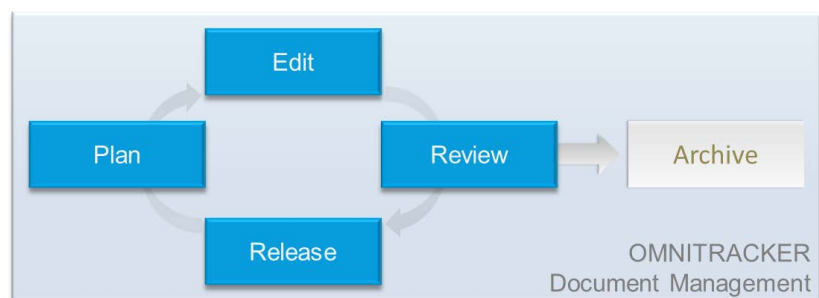 Edit
Plan
Review
Archive
Release
OMNITRACKER
Document Management